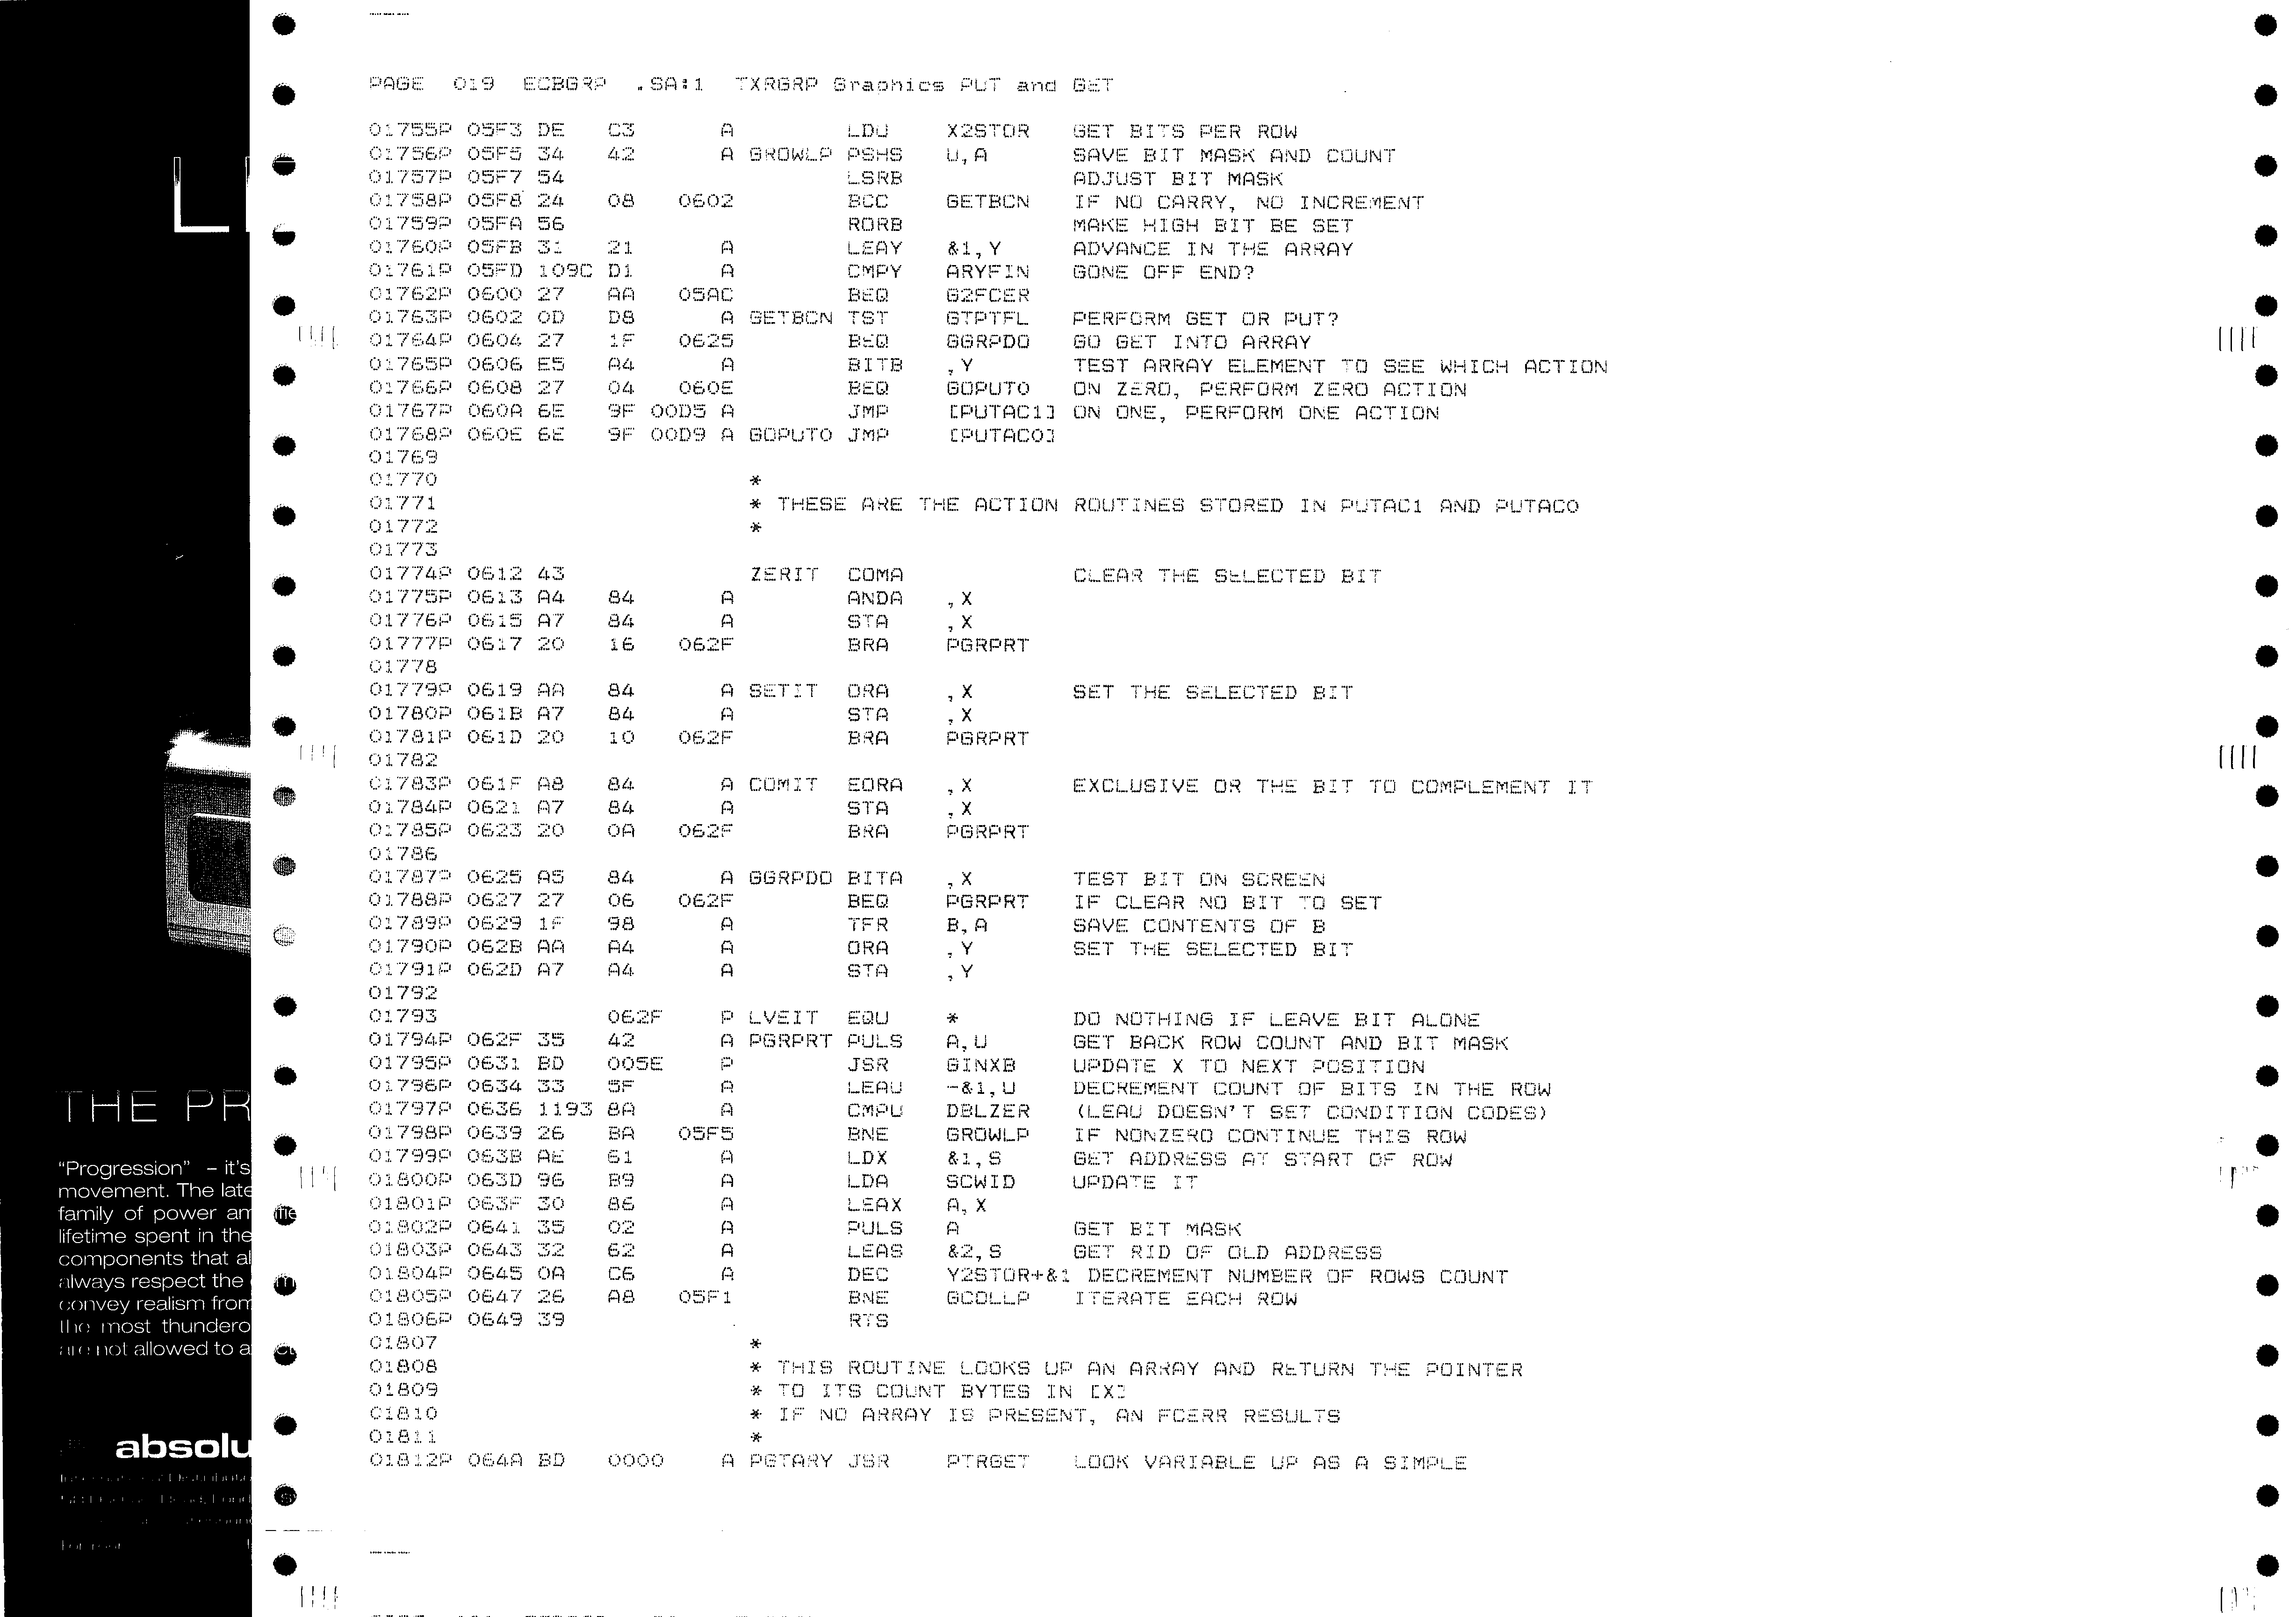 PAGE 019 ECBGRP .SA:1 TXRGRP Graphics PUT and GET
01755P 05F3 DE C3 A LDU X2STOR GET BITS PER ROW
01756P 05F5 34 42 A GROWLP PSHS U,A SAVE BIT MASK AND COUNT
01757P 05F7 54 LSRB ADJUST BIT MASK
01758P 05F8 24 08 0602 BCC GETBCN IF NO CARRY, NO INCREMENT
01759P 05FA 56 RORB MAKE HIGH BIT BE SET
01760P 05FB 31 21 A LEAY &1,Y ADVANCE IN THE ARRAY
01761P 05FD 109C D1 A CMPY ARYFIN GONE OFF END?
01762P 0600 27 AA 05AC BEQ G2FCER
01763P 0602 0D D8 A GETBCN TST GTPTFL PERFORM GET OR PUT?
01764P 0604 27 1F 0625 BEQ GGRPDO GO GET INTO ARRAY
01765P 0606 E5 A4 A BITB ,Y TEST ARRAY ELEMENT TO SEE WHICH ACTION
01766P 0608 27 04 060E BEQ GOPUTO ON ZERO, PERFORM ZERO ACTION
01767P 060A 6E 9F 00D5 A JMP [PUTAC1] ON ONE, PERFORM ONE ACTION
01768P 060E 6E 9F 00D9 A GOPUTO JMP [PUTAC0]
01769
01770 *
01771 * THESE ARE THE ACTION ROUTINES STORED IN PUTAC1 AND PUTAC0
01772 *
01773
01774P 0612 43 ZERIT COMA CLEAR THE SELECTED BIT
01775P 0613 A4 84 A ANDA ,X
01776P 0615 A7 84 A STA ,X
01777P 0617 20 16 062F BRA PGRPRT
01778
01779P 0619 AA 84 A SETIT ORA ,X SET THE SELECTED BIT
01780P 061B A7 84 A STA ,X
01781P 061D 20 10 062F BRA PGRPRT
01782
01783P 061F A8 84 A COMIT EORA ,X EXCLUSIVE OR THE BIT TO COMPLEMENT IT
01784P 0621 A7 84 A STA ,X
01785P 0623 20 0A 062F BRA PGRPRT
01786
01787P 0625 A5 84 A GGRPDO BITA ,X TEST BIT ON SCREEN
01788P 0627 27 06 062F BEQ PGRPRT IF CLEAR NO BIT TO SET
01789P 0629 1F 98 A TFR B,A SAVE CONTENTS OF B
01790P 062B AA A4 A ORA ,Y SET THE SELECTED BIT
01791P 062D A7 A4 A STA ,Y
01792
01793 062F P LVEIT EQU * DO NOTHING IF LEAVE BIT ALONE
01794P 062F 35 42 A PGRPRT PULS A,U GET BACK ROW COUNT AND BIT MASK
01795P 0631 BD 005E P JSR GINXB UPDATE X TO NEXT POSITION
01796P 0634 33 5F A LEAU -&1,U DECREMENT COUNT OF BITS IN THE ROW
01797P 0636 1193 8A A CMPU DBLZER (LEAU DOESN'T SET CONDITION CODES)
01798P 0639 26 BA 05F5 BNE GROWLP IF NONZERO CONTINUE THIS ROW
01799P 063B AE 61 A LDX &1,S GET ADDRESS AT START OF ROW
01800P 063D 96 B9 A LDA SCWID UPDATE IT
01801P 063F 30 86 A LEAX A,X
01802P 0641 35 02 A PULS A GET BIT MASK
01803P 0643 32 62 A LEAS &2,S GET RID OF OLD ADDRESS
01804P 0645 0A C6 A DEC Y2STOR+&1 DECREMENT NUMBER OF ROWS COUNT
01805P 0647 26 A8 05F1 BNE GCOLLP ITERATE EACH ROW
01806P 0649 39 RTS
01807 *
01808 * THIS ROUTINE LOOKS UP AN ARRAY AND RETURN THE POINTER
01809 * TO ITS COUNT BYTES IN [X]
01810 * IF NO ARRAY IS PRESENT, AN FCERR RESULTS
01811 *
01812P 064A BD 0000 A PGTARY JSR PTRGET LOOK VARIABLE UP AS A SIMPLE
THE PR
“Progression” – it's
movement. The late
family of power am
lifetime spent in the
components that al
always respect the
convey realism from
the most thundero
are not allowed to a
absolu